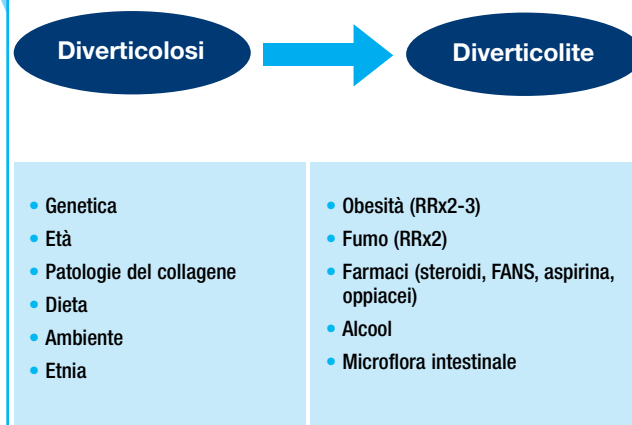 Diverticolosi
Diverticolite
• Genetica
• Età
• Patologie del collagene
• Dieta
• Ambiente
• Etnia
• Obesità (RRx2-3)
• Fumo (RRx2)
• Farmaci (steroidi, FANS, aspirina,
oppiacei)
• Alcool
• Microflora intestinale